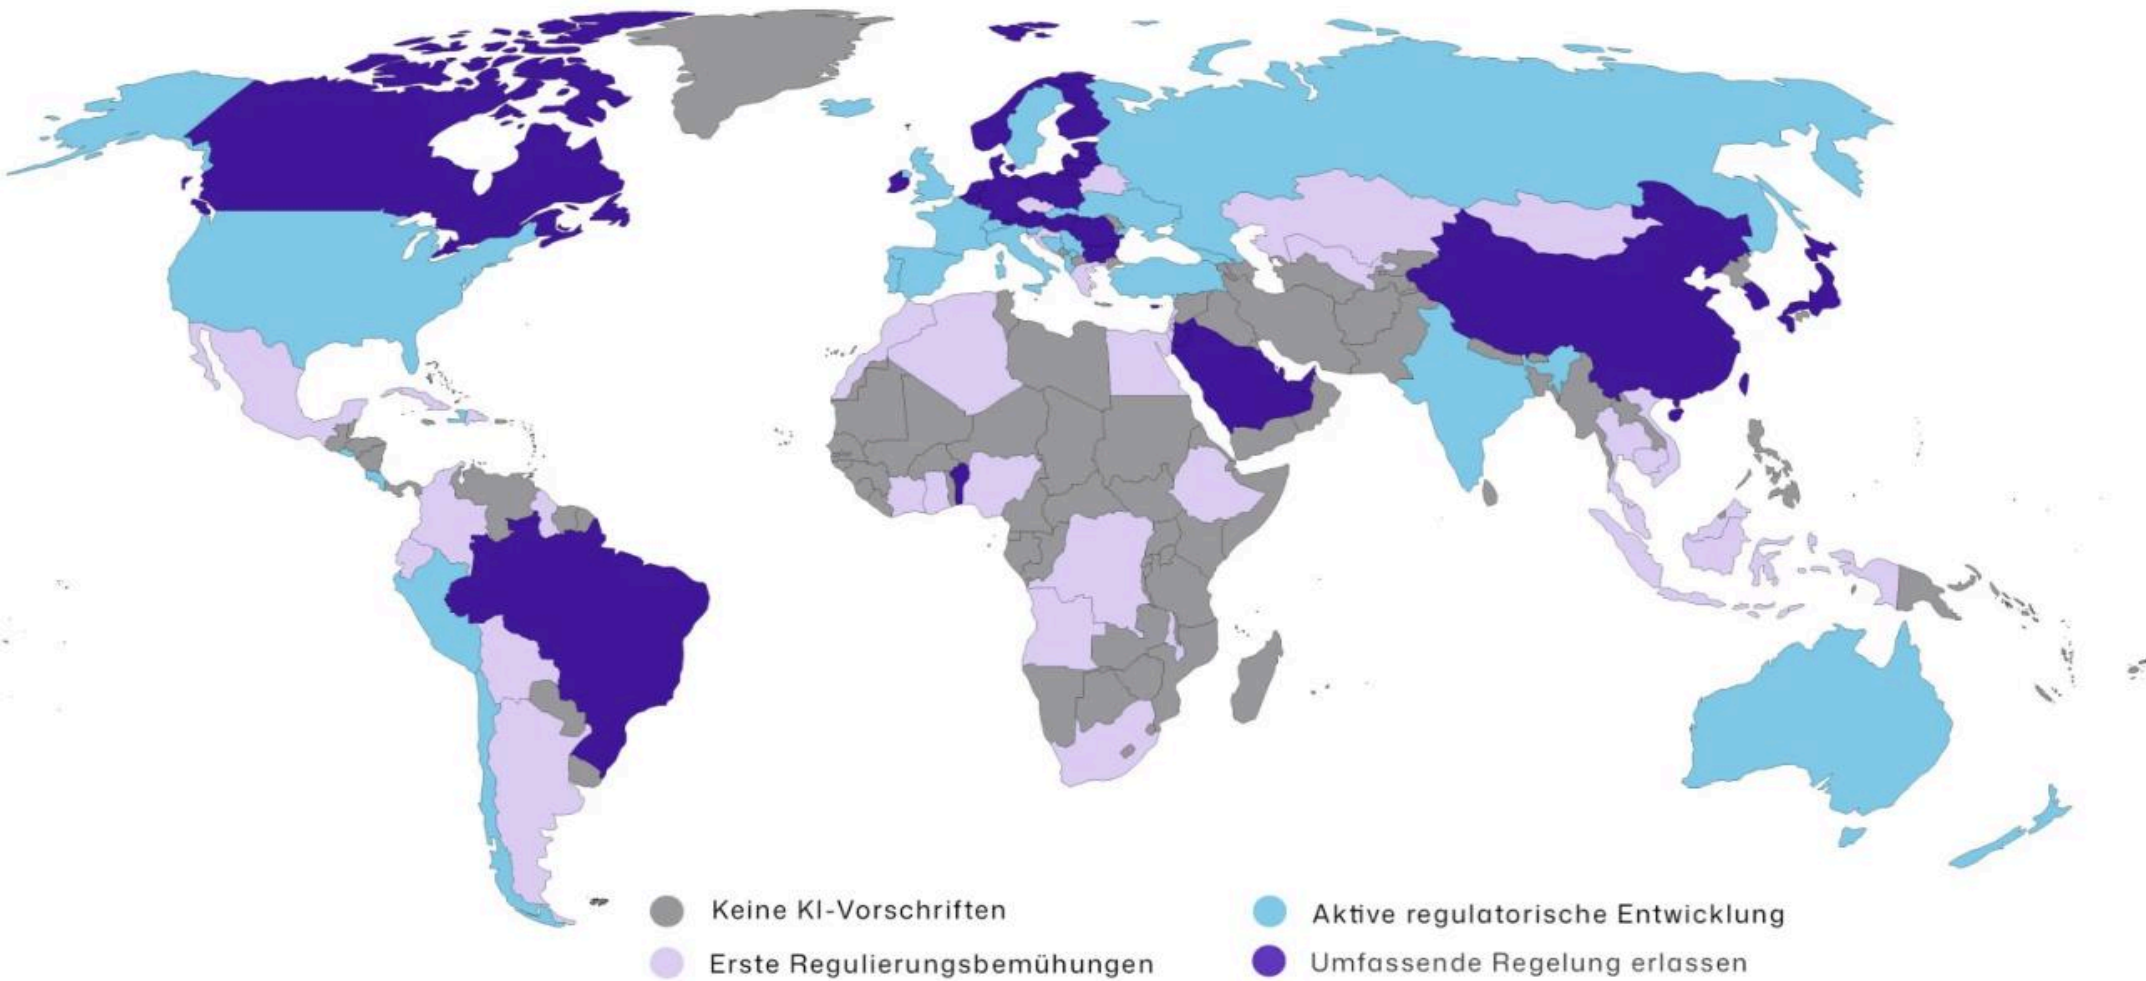 Keine KI-Vorschriften
Erste Regulierungsbemühungen
Aktive regulatorische Entwicklung
Umfassende Regelung erlassen